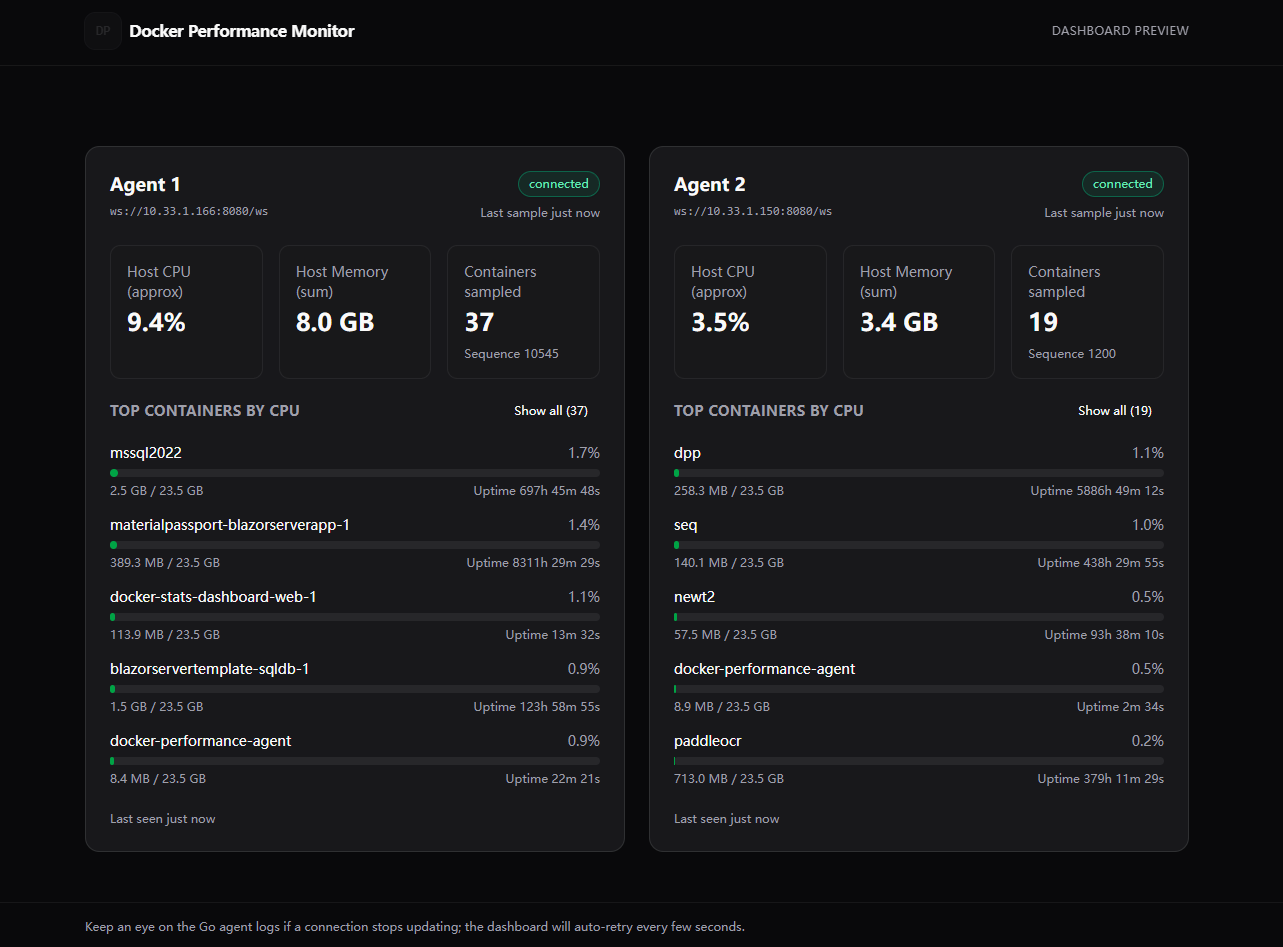 DP
Docker Performance Monitor
DASHBOARD PREVIEW
Agent 1
connected
ws://10.33.1.166:8080/ws
Last sample just now
Host CPU
(approx)
9.4%
Host Memory
(sum)
8.0 GB
Containers
sampled
37
Sequence 10545
TOP CONTAINERS BY CPU
Show all (37)
mssql2022
1.7%
2.5 GB / 23.5 GB
Uptime 697h 45m 48s
materialpassport-blazorserverapp-1
1.4%
389.3 MB / 23.5 GB
Uptime 8311h 29m 29s
docker-stats-dashboard-web-1
1.1%
113.9 MB / 23.5 GB
Uptime 13m 32s
blazorservertemplate-sqldb-1
0.9%
1.5 GB / 23.5 GB
Uptime 123h 58m 55s
docker-performance-agent
0.9%
8.4 MB / 23.5 GB
Uptime 22m 21s
Last seen just now
Agent 2
connected
ws://10.33.1.150:8080/ws
Last sample just now
Host CPU
(approx)
3.5%
Host Memory
(sum)
3.4 GB
Containers
sampled
19
Sequence 1200
TOP CONTAINERS BY CPU
Show all (19)
dpp
1.1%
258.3 MB / 23.5 GB
Uptime 5886h 49m 12s
seq
1.0%
140.1 MB / 23.5 GB
Uptime 438h 29m 55s
newt2
0.5%
57.5 MB / 23.5 GB
Uptime 93h 38m 10s
docker-performance-agent
0.5%
8.9 MB / 23.5 GB
Uptime 2m 34s
paddleocr
0.2%
713.0 MB / 23.5 GB
Uptime 379h 11m 29s
Last seen just now
Keep an eye on the Go agent logs if a connection stops updating; the dashboard will auto-retry every few seconds.